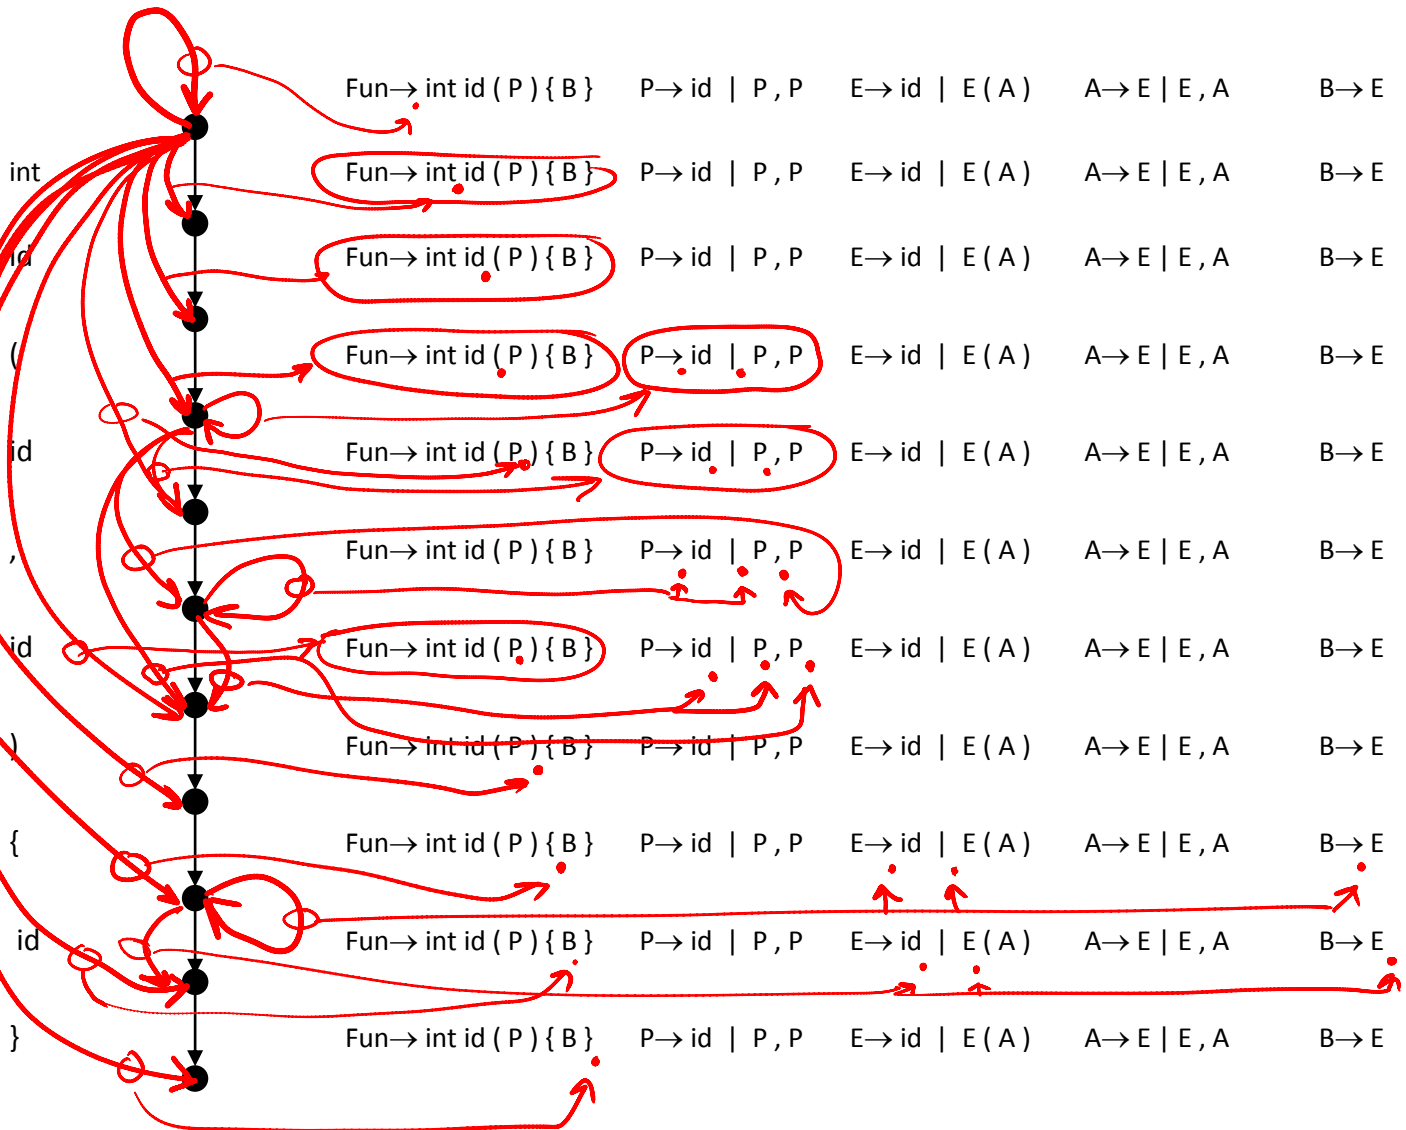 Fun→ int id ( P ) { B } P→ id | P , P E→ id | E ( A ) A→ E | E , A B→ E
int Fun→ int id ( P ) { B } P→ id | P , P E→ id | E ( A ) A→ E | E , A B→ E
id Fun→ int id ( P ) { B } P→ id | P , P E→ id | E ( A ) A→ E | E , A B→ E
( Fun→ int id ( P ) { B } P→ id | P , P E→ id | E ( A ) A→ E | E , A B→ E
id Fun→ int id ( P ) { B } P→ id | P , P E→ id | E ( A ) A→ E | E , A B→ E
, Fun→ int id ( P ) { B } P→ id | P , P E→ id | E ( A ) A→ E | E , A B→ E
id Fun→ int id ( P ) { B } P→ id | P , P E→ id | E ( A ) A→ E | E , A B→ E
) Fun→ int id ( P ) { B } P→ id | P , P E→ id | E ( A ) A→ E | E , A B→ E
{ Fun→ int id ( P ) { B } P→ id | P , P E→ id | E ( A ) A→ E | E , A B→ E
id Fun→ int id ( P ) { B } P→ id | P , P E→ id | E ( A ) A→ E | E , A B→ E
} Fun→ int id ( P ) { B } P→ id | P , P E→ id | E ( A ) A→ E | E , A B→ E